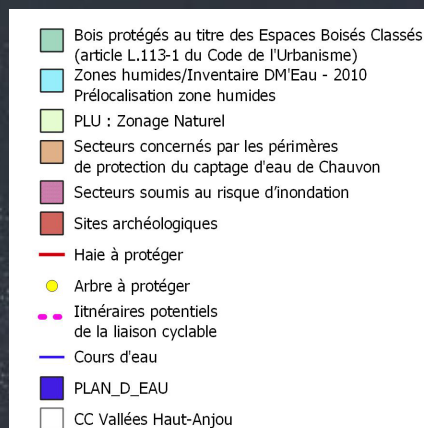 Bois protégés au titre des Espaces Boisés Classés
(article L.113-1 du Code de l'Urbanisme)
Zones humides/Inventaire DM'Eau - 2010
Prélocalisation zone humides
PLU : Zonage Naturel
Secteurs concernés par les périmères
de protection du captage d'eau de Chauvon
Secteurs soumis au risque d'inondation
Sites archéologiques
Haie à protéger
Arbre à protéger
Iitnéraires potentiels
de la liaison cyclable
Cours d'eau
PLAN_D_EAU
CC Vallées Haut-Anjou